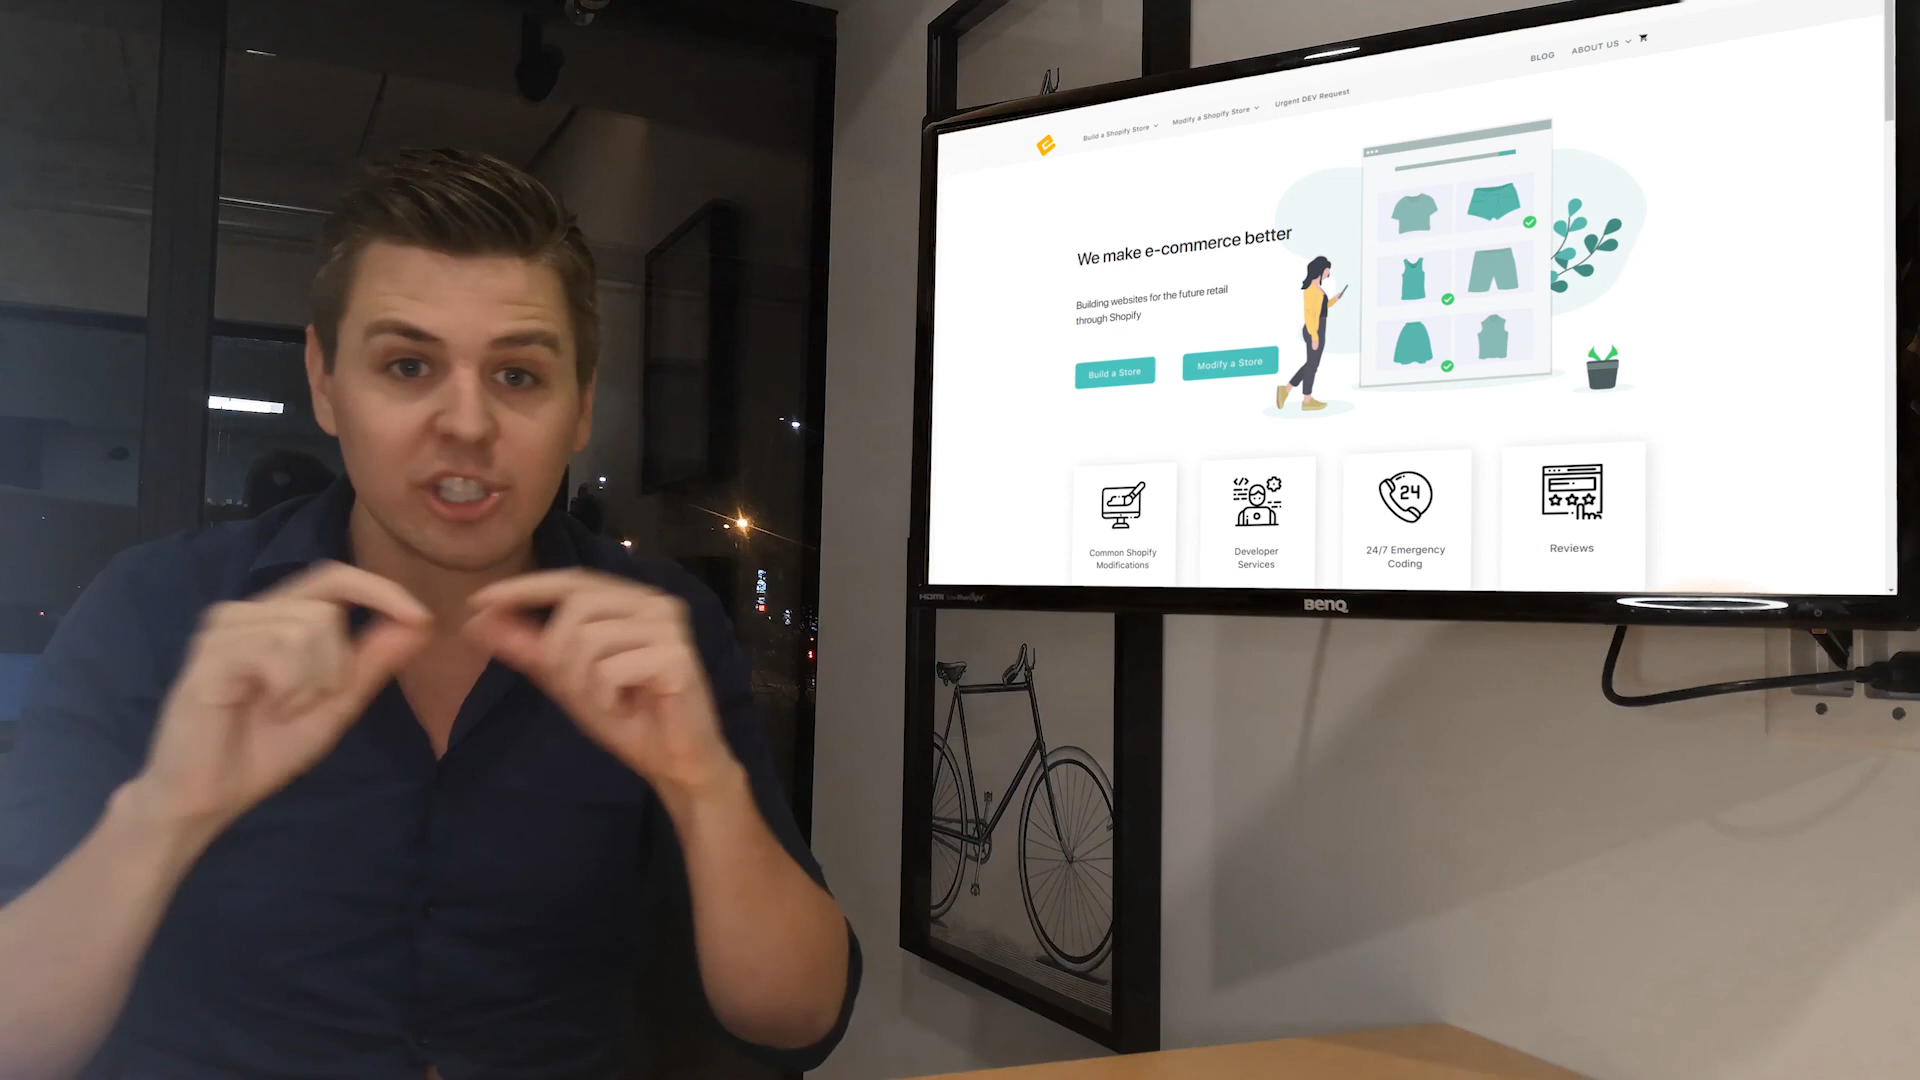 BLOG ABOUT US
Build a Shopify Store Modify a Shopify Store Urgent DEV Request
We make e-commerce better
Building websites for the future retail
through Shopify
Build a Store Modify a Store
24
Common Shopify
Modifications
Developer
Services
24/7 Emergency
Coding
Reviews
HDMI
BenQ